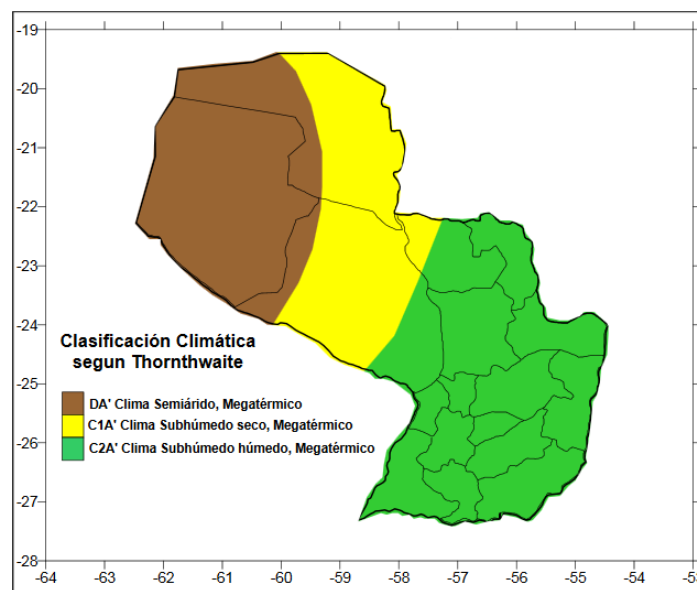 -19
-20
-21
-22
-23
-24
-25
-26
-27
-28
Clasificación Climática
segun Thornthwaite
DA' Clima Semiárido, Megatérmico
C1A' Clima Subhúmedo seco, Megatérmico
C2A' Clima Subhúmedo húmedo, Megatérmico
-64 -63 -62 -61 -60 -59 -58 -57 -56 -55 -54 -53